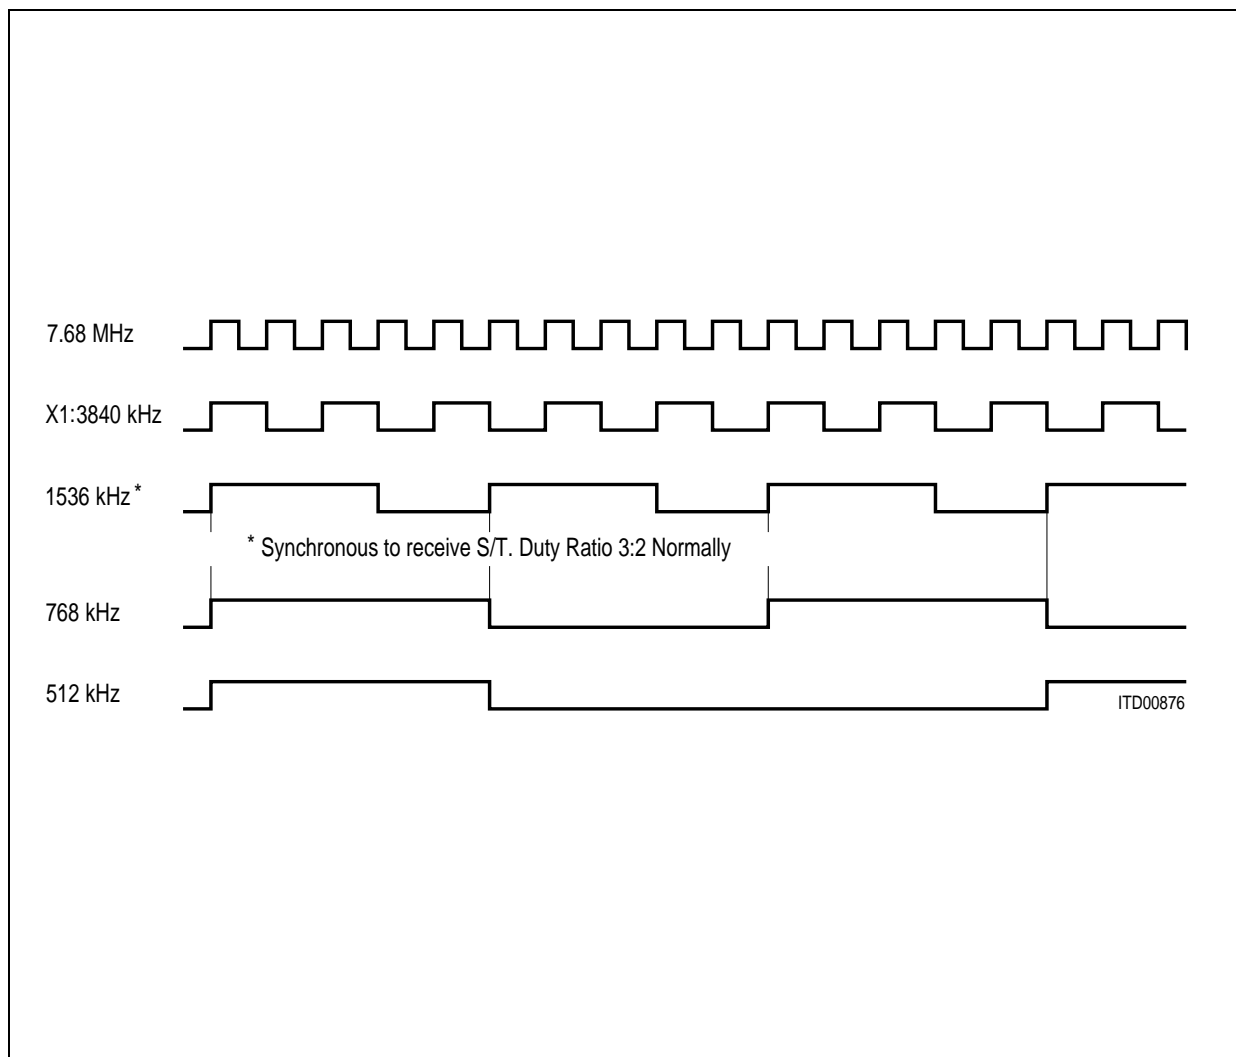 7.68 MHz
X1:3840 kHz
1536 kHz *
* Synchronous to receive S/T. Duty Ratio 3:2 Normally
768 kHz
512 kHz
ITD00876